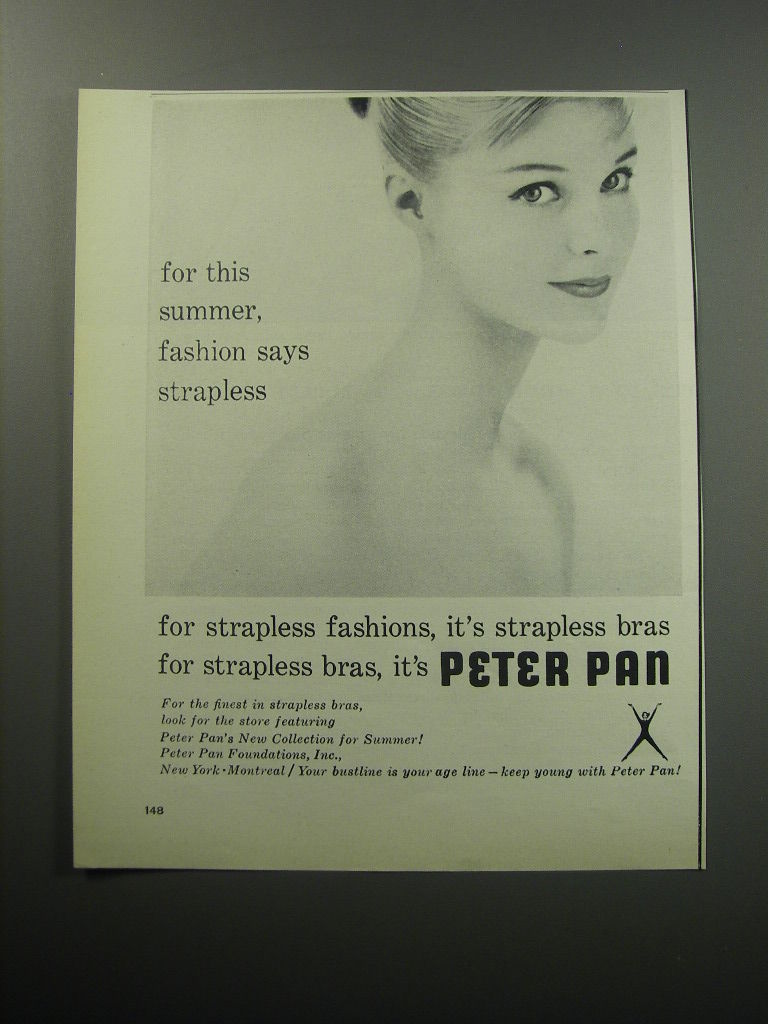 for this
summer,
fashion says
strapless
for strapless fashions, it's strapless bras
for strapless bras, it's PETER PAN
For the finest in strapless bras,
look for the store featuring
Peter Pan's New Collection for Summer!
Peter Pan Foundations, Inc.,
New York • Montreal / Your bustline is your age line — keep young with Peter Pan!
148